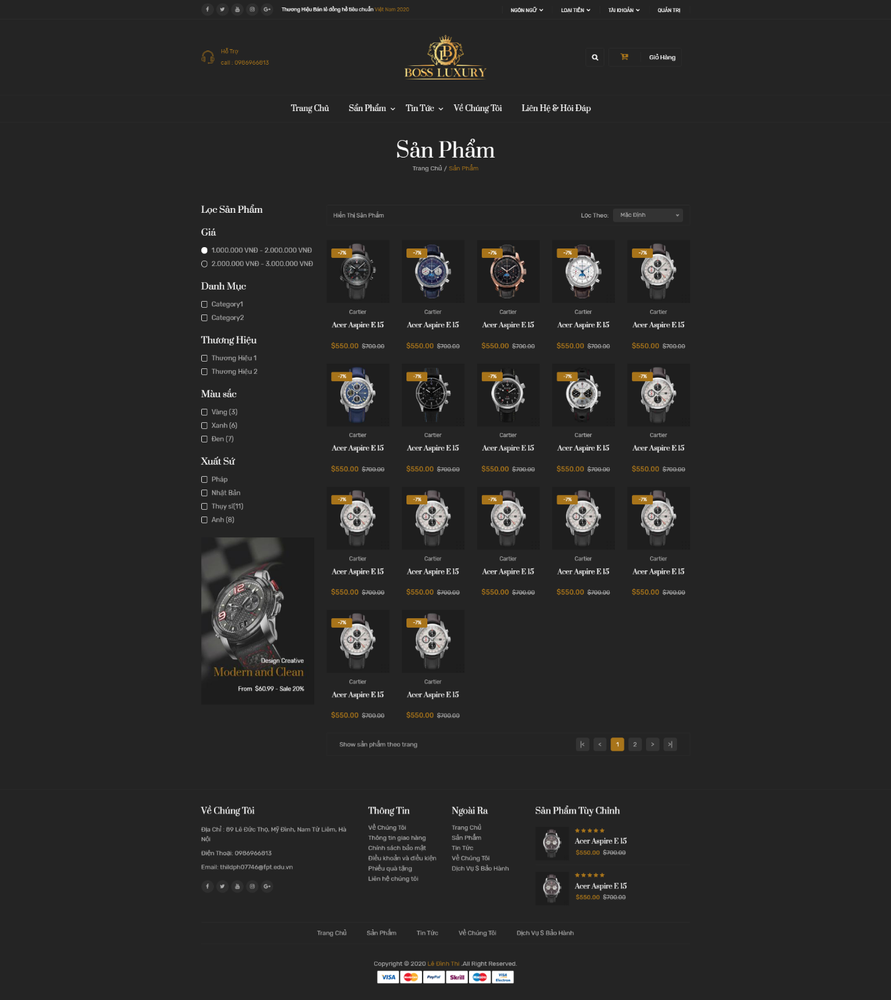 Thương Hiệu Bán lẻ đồng hồ tiêu chuẩn Việt Nam 2020
NGÔN NGỮ
LOẠI TIỀN
TÀI KHOẢN
QUẢN TRỊ
Hỗ Trợ
call : 0986966813
BOSS LUXURY
Giỏ Hàng
Trang Chủ
Sản Phẩm
Tin Tức
Về Chúng Tôi
Liên Hệ & Hỏi Đáp
Sản Phẩm
Trang Chủ / Sản Phẩm
Lọc Sản Phẩm
Giá
1.000.000 VNĐ - 2.000.000 VNĐ
2.000.000 VNĐ - 3.000.000 VNĐ
Danh Mục
Category1
Category2
Thương Hiệu
Thương Hiệu 1
Thương Hiệu 2
Màu sắc
Vàng (3)
Xanh (6)
Đen (7)
Xuất Sứ
Pháp
Nhật Bản
Thụy sĩ(11)
Anh (8)
12
9
Design Creative
Modern and Clean
From $60.99 - Sale 20%
Hiển Thị Sản Phẩm
Lọc Theo:
Mặc Định
-7% -7% -7% -7% -7%
Cartier Cartier Cartier Cartier Cartier
Acer Aspire E 15 Acer Aspire E 15 Acer Aspire E 15 Acer Aspire E 15 Acer Aspire E 15
$550.00 $700.00 $550.00 $700.00 $550.00 $700.00 $550.00 $700.00 $550.00 $700.00
-7% -7% -7% -7% -7%
Cartier Cartier Cartier Cartier Cartier
Acer Aspire E 15 Acer Aspire E 15 Acer Aspire E 15 Acer Aspire E 15 Acer Aspire E 15
$550.00 $700.00 $550.00 $700.00 $550.00 $700.00 $550.00 $700.00 $550.00 $700.00
-7% -7% -7% -7% -7%
Cartier Cartier Cartier Cartier Cartier
Acer Aspire E 15 Acer Aspire E 15 Acer Aspire E 15 Acer Aspire E 15 Acer Aspire E 15
$550.00 $700.00 $550.00 $700.00 $550.00 $700.00 $550.00 $700.00 $550.00 $700.00
-7% -7%
Cartier Cartier
Acer Aspire E 15 Acer Aspire E 15
$550.00 $700.00 $550.00 $700.00
Show sản phẩm theo trang
|< < 1 2 > >|
Về Chúng Tôi
Địa Chỉ : 89 Lê Đức Thọ, Mỹ Đình, Nam Từ Liêm, Hà
Nội
Điện Thoại: 0986966813
Email: thildph07746@fpt.edu.vn
Thông Tin
Về Chúng Tôi
Thông tin giao hàng
Chính sách bảo mật
Điều khoản và điều kiện
Phiếu quà tặng
Liên hệ chúng tôi
Ngoài Ra
Trang Chủ
Sản Phẩm
Tin Tức
Về Chúng Tôi
Dịch Vụ $ Bảo Hành
Sản Phẩm Tùy Chỉnh
Acer Aspire E 15
$550.00 $700.00
Acer Aspire E 15
$550.00 $700.00
Trang Chủ
Sản Phẩm
Tin Tức
Về Chúng Tôi
Dịch Vụ $ Bảo Hành
Copyright © 2020 Lê Đình Thi .All Right Reserved.
VISA MasterCard PayPal Skrill Maestro VISA Electron